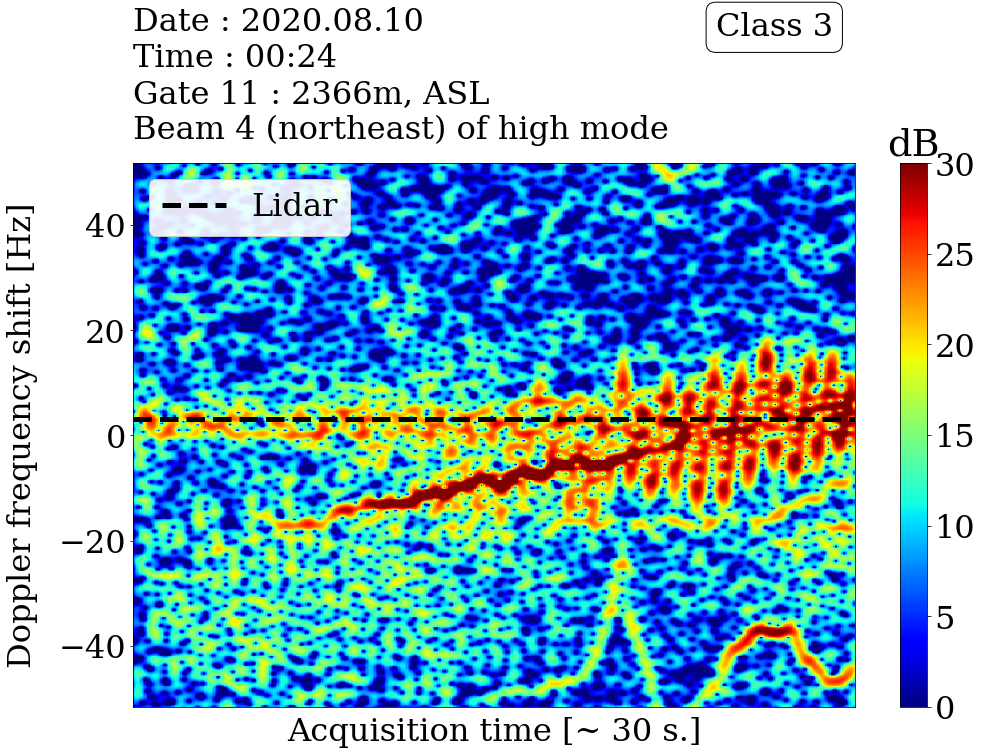 Date : 2020.08.10
Time : 00:24
Gate 11 : 2366m, ASL
Beam 4 (northeast) of high mode
Class 3
dB
Lidar
Doppler frequency shift [Hz]
40
20
0
−20
−40
30
25
20
15
10
5
0
Acquisition time [~ 30 s.]